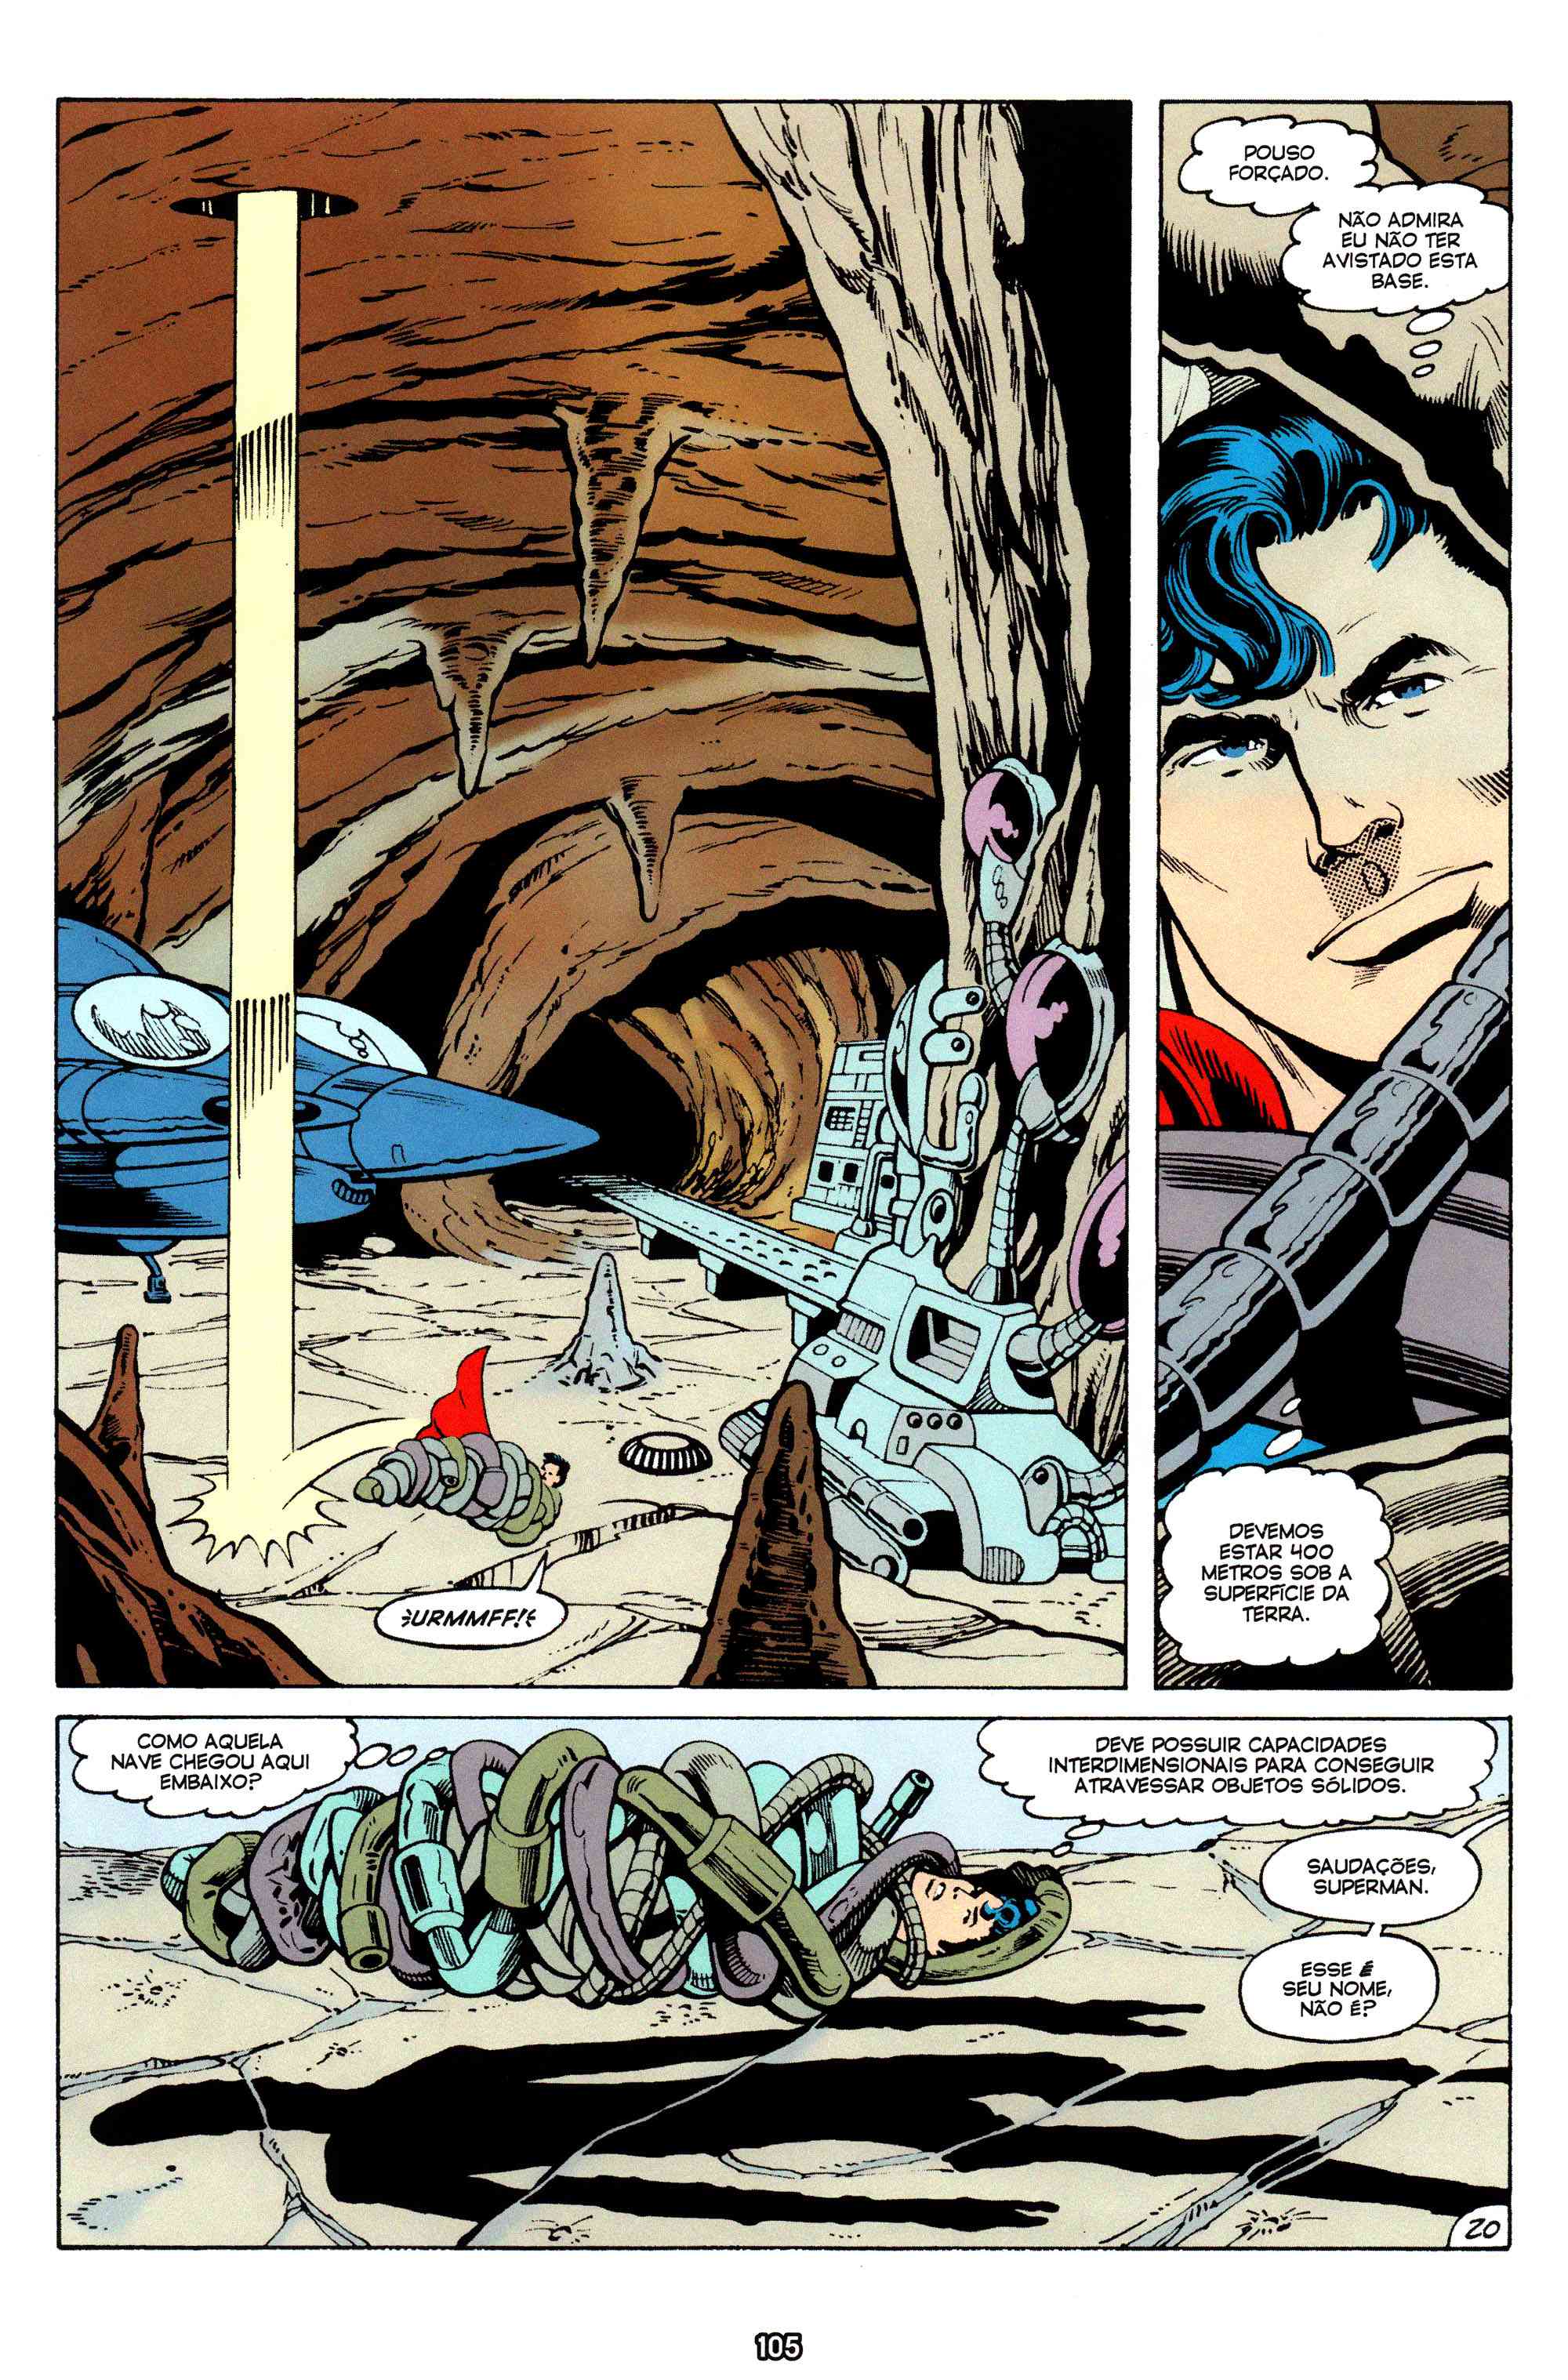 URMMFF!
POUSO
FORÇADO.
NÃO ADMIRA
EU NÃO TER
AVISTADO ESTA
BASE.
DEVEMOS
ESTAR 400
METROS SOB A
SUPERFÍCIE DA
TERRA.
COMO AQUELA
NAVE CHEGOU AQUI
EMBAIXO?
DEVE POSSUIR CAPACIDADES
INTERDIMENSIONAIS PARA CONSEGUIR
ATRAVESSAR OBJETOS SÓLIDOS.
SAUDAÇÕES,
SUPERMAN.
ESSE É
SEU NOME,
NÃO É?
20
105